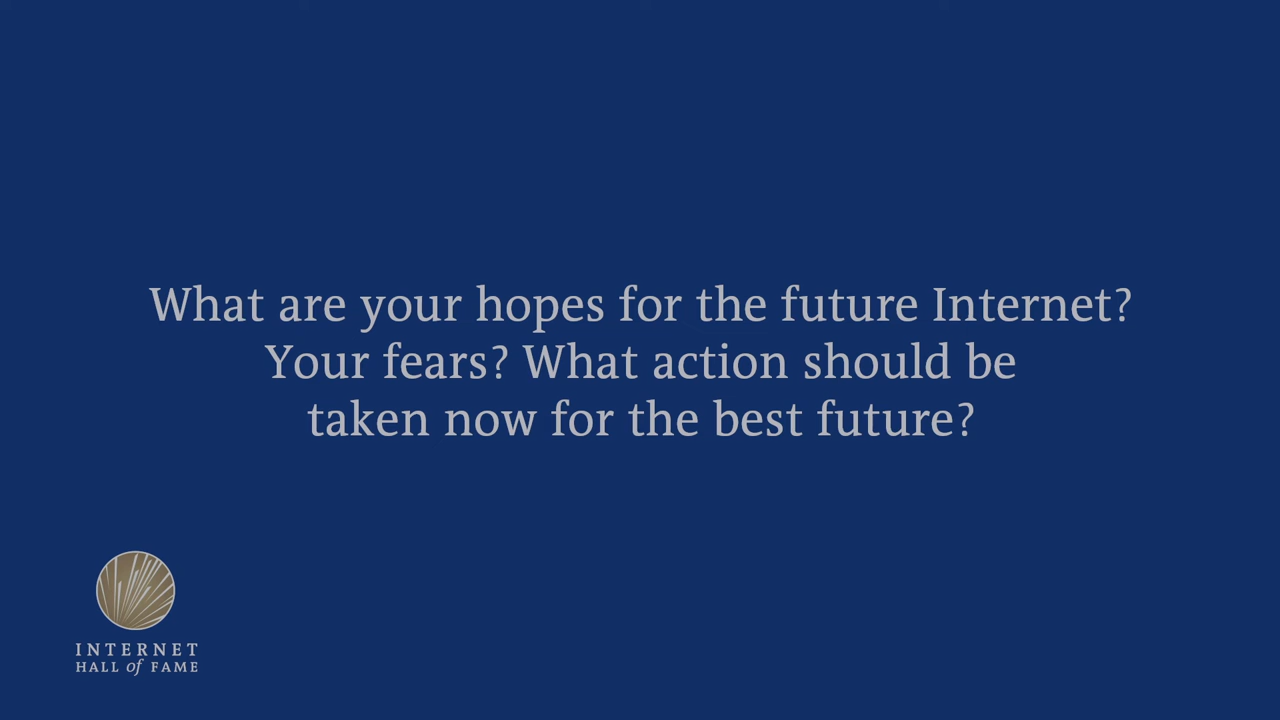 What are your hopes for the future Internet?
Your fears? What action should be
taken now for the best future?
INTERNET
HALL of FAME